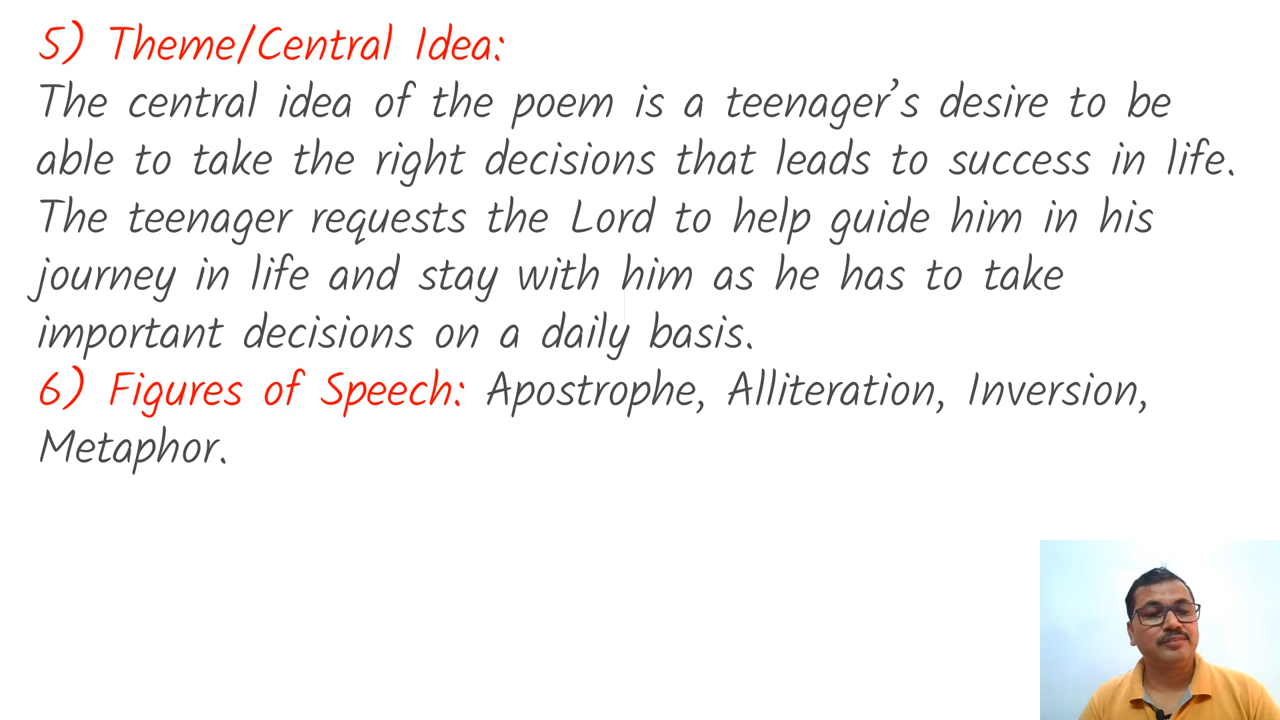 5) Theme/Central Idea:
The central idea of the poem is a teenager’s desire to be
able to take the right decisions that leads to success in life.
The teenager requests the Lord to help guide him in his
journey in life and stay with him as he has to take
important decisions on a daily basis.
6) Figures of Speech: Apostrophe, Alliteration, Inversion,
Metaphor.